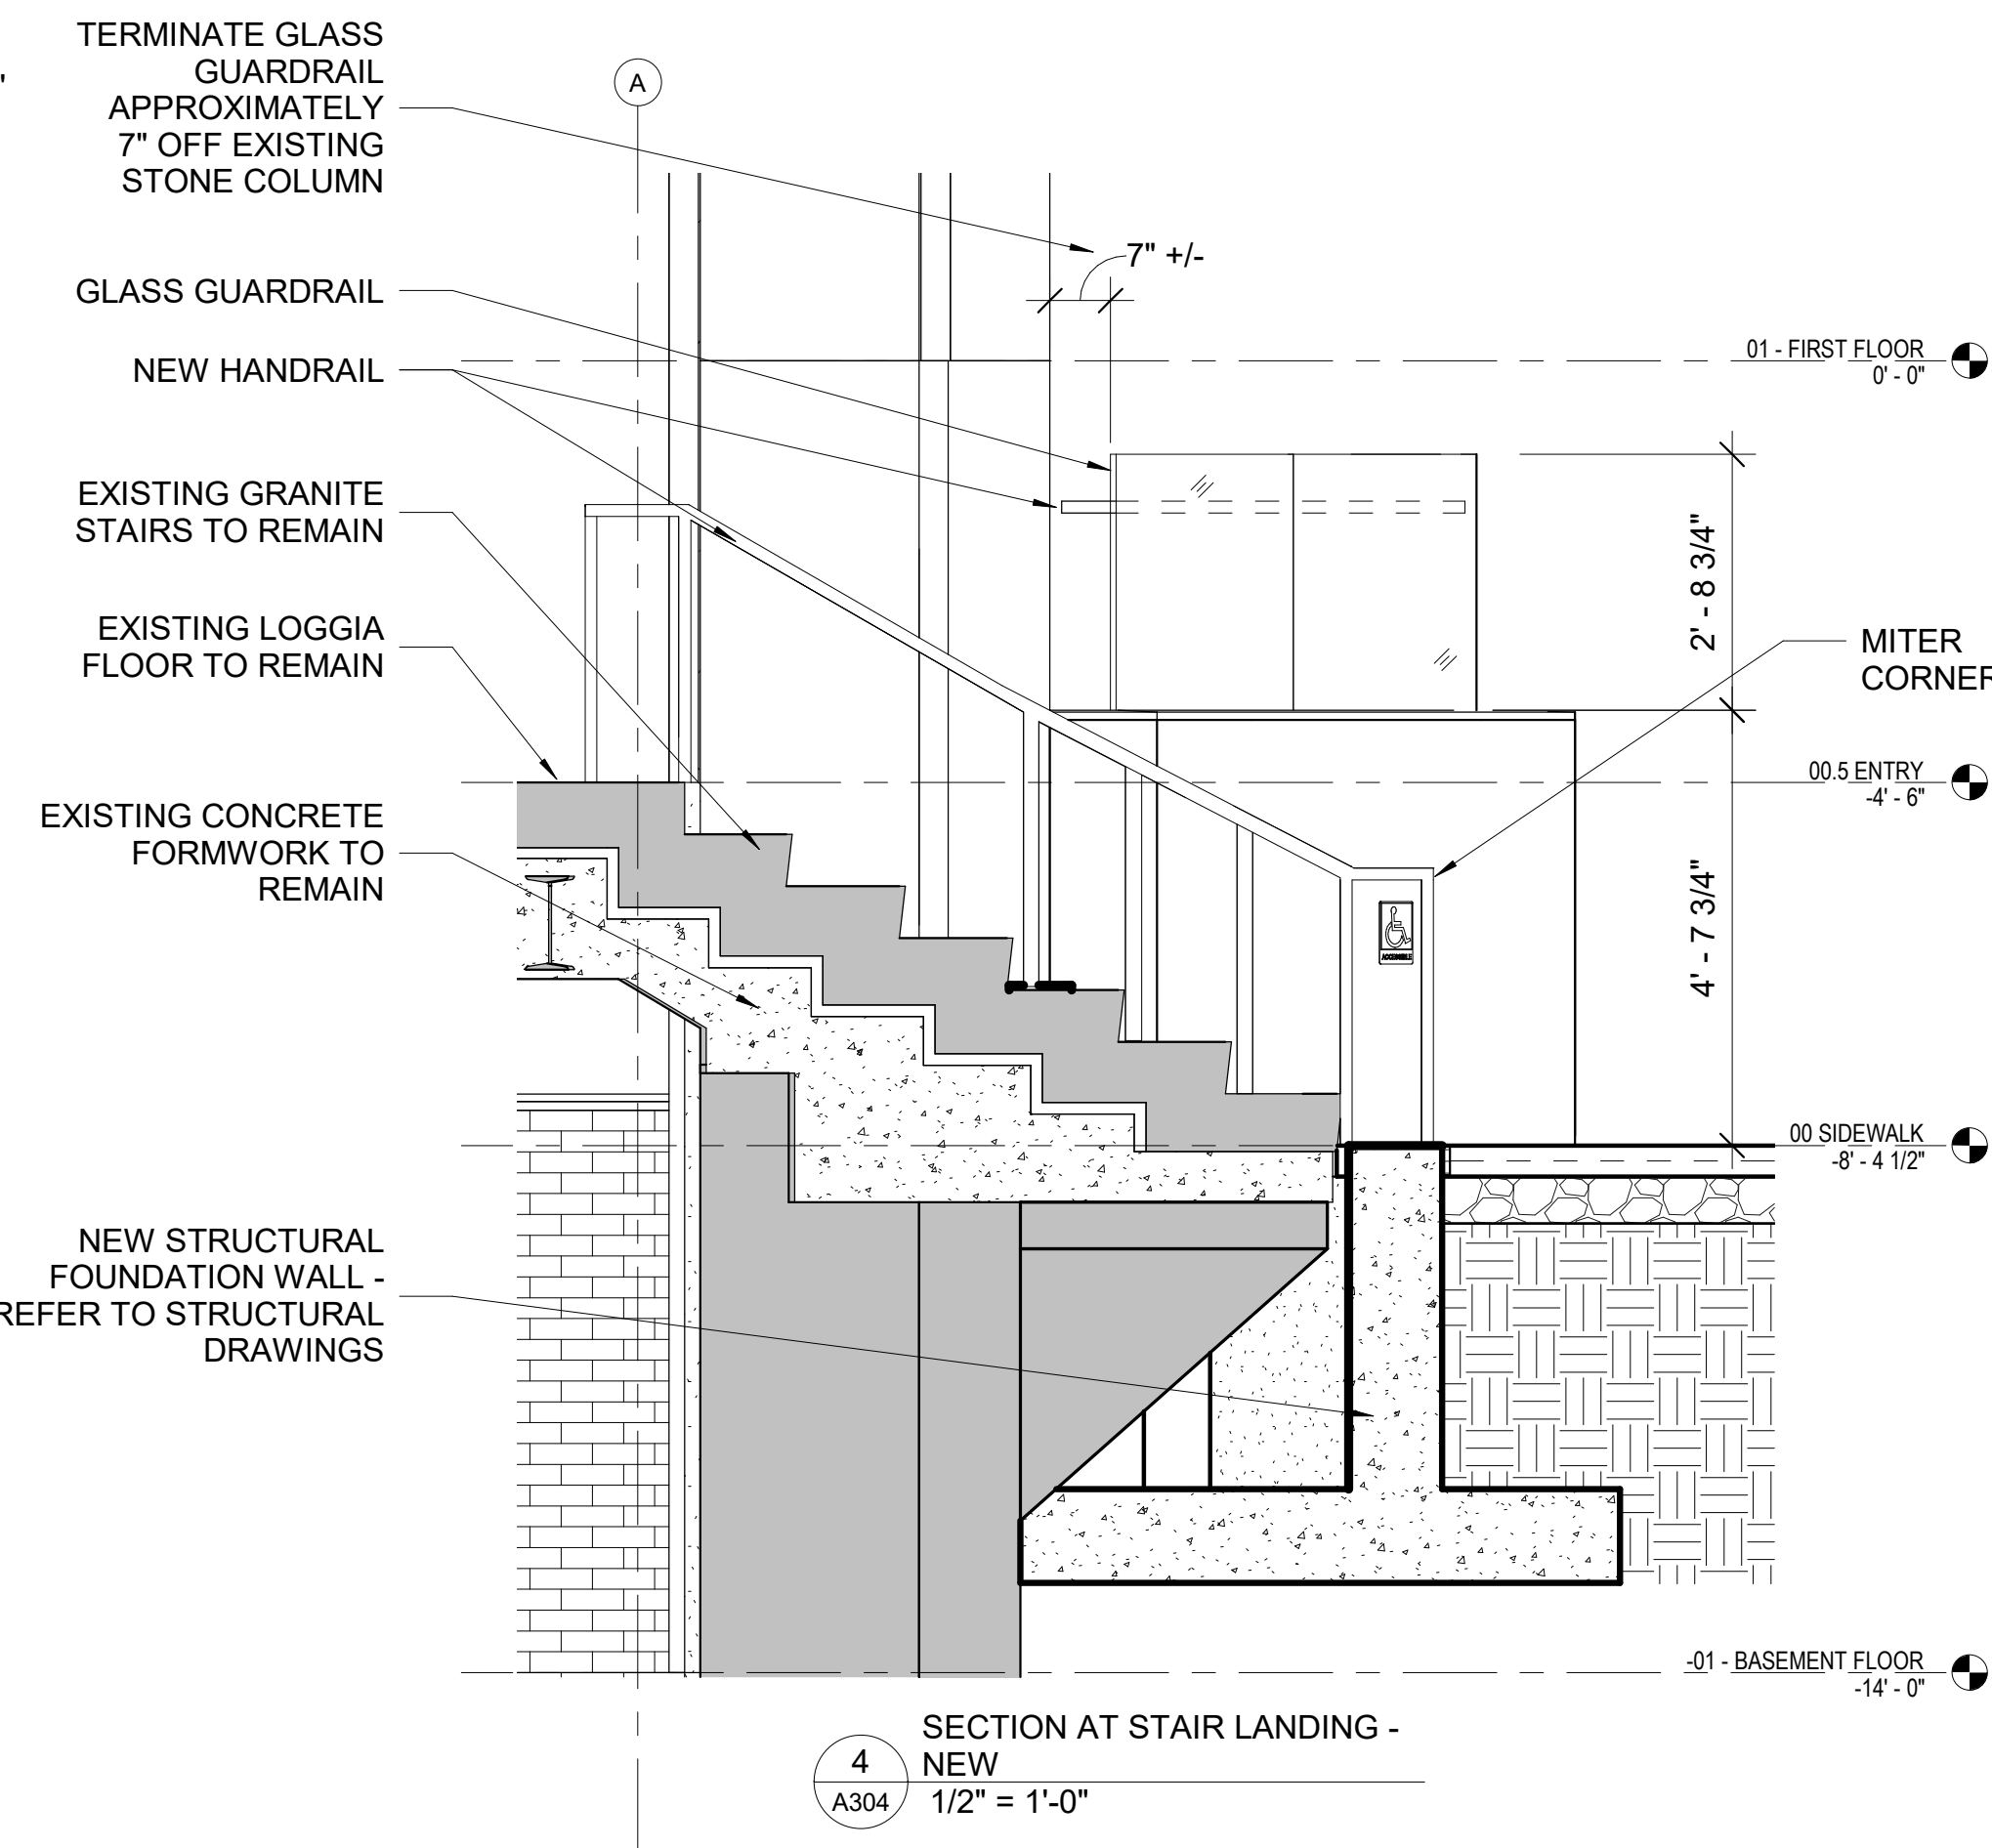 TERMINATE GLASS
GUARDRAIL
APPROXIMATELY
7" OFF EXISTING
STONE COLUMN
'
A
7" +/-
GLASS GUARDRAIL
NEW HANDRAIL
01 - FIRST FLOOR
0' - 0"
EXISTING GRANITE
STAIRS TO REMAIN
2' - 8 3/4"
EXISTING LOGGIA
FLOOR TO REMAIN
MITER
CORNER
00.5 ENTRY
-4' - 6"
EXISTING CONCRETE
FORMWORK TO
REMAIN
4' - 7 3/4"
ACCESSIBLE
00 SIDEWALK
-8' - 4 1/2"
NEW STRUCTURAL
FOUNDATION WALL -
REFER TO STRUCTURAL
DRAWINGS
-01 - BASEMENT FLOOR
-14' - 0"
4
A304
SECTION AT STAIR LANDING -
NEW
1/2" = 1'-0"